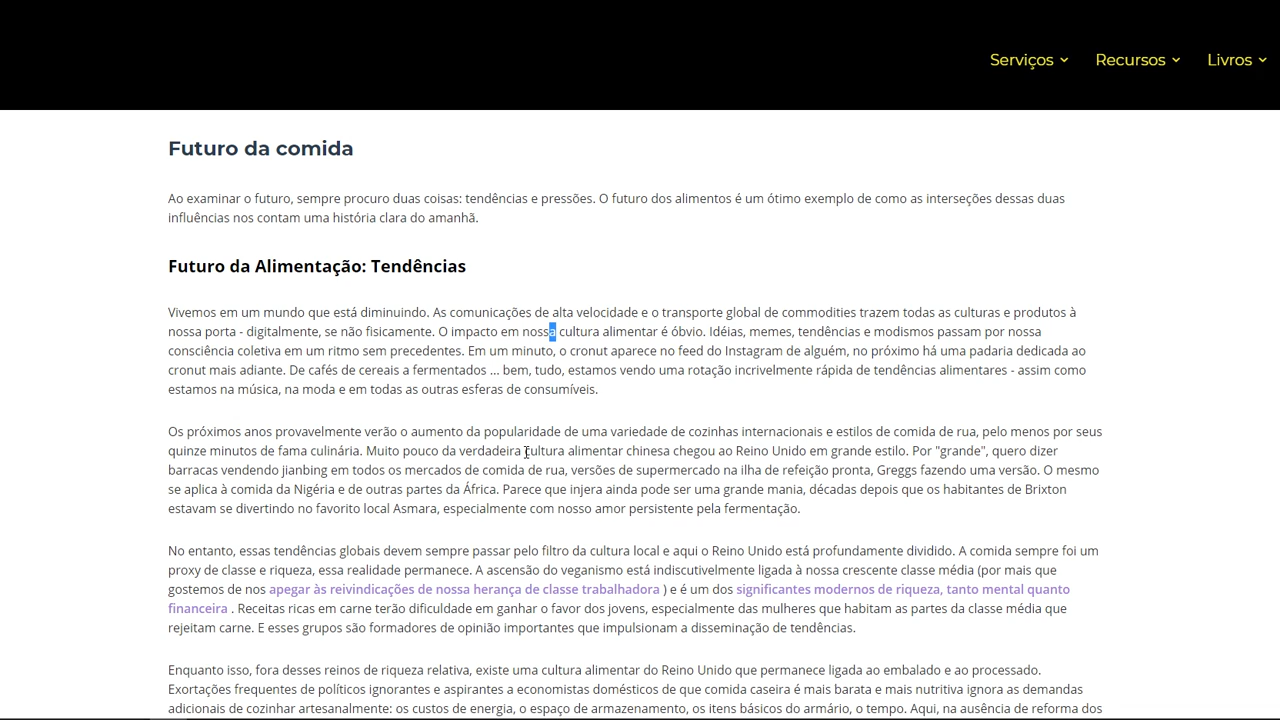 Serviços
Recursos
Livros
Futuro da comida
Ao examinar o futuro, sempre procuro duas coisas: tendências e pressões. O futuro dos alimentos é um ótimo exemplo de como as interseções dessas duas
influências nos contam uma história clara do amanhã.
Futuro da Alimentação: Tendências
Vivemos em um mundo que está diminuindo. As comunicações de alta velocidade e o transporte global de commodities trazem todas as culturas e produtos à
nossa porta - digitalmente, se não fisicamente. O impacto em nossa cultura alimentar é óbvio. Idéias, memes, tendências e modismos passam por nossa
consciência coletiva em um ritmo sem precedentes. Em um minuto, o cronut aparece no feed do Instagram de alguém, no próximo há uma padaria dedicada ao
cronut mais adiante. De cafés de cereais a fermentados ... bem, tudo, estamos vendo uma rotação incrivelmente rápida de tendências alimentares - assim como
estamos na música, na moda e em todas as outras esferas de consumíveis.
Os próximos anos provavelmente verão o aumento da popularidade de uma variedade de cozinhas internacionais e estilos de comida de rua, pelo menos por seus
quinze minutos de fama culinária. Muito pouco da verdadeira cultura alimentar chinesa chegou ao Reino Unido em grande estilo. Por "grande", quero dizer
barracas vendendo jianbing em todos os mercados de comida de rua, versões de supermercado na ilha de refeição pronta, Greggs fazendo uma versão. O mesmo
se aplica à comida da Nigéria e de outras partes da África. Parece que injera ainda pode ser uma grande mania, décadas depois que os habitantes de Brixton
estavam se divertindo no favorito local Asmara, especialmente com nosso amor persistente pela fermentação.
No entanto, essas tendências globais devem sempre passar pelo filtro da cultura local e aqui o Reino Unido está profundamente dividido. A comida sempre foi um
proxy de classe e riqueza, essa realidade permanece. A ascensão do veganismo está indiscutivelmente ligada à nossa crescente classe média (por mais que
gostemos de nos apegar às reivindicações de nossa herança de classe trabalhadora ) e é um dos significantes modernos de riqueza, tanto mental quanto
financeira . Receitas ricas em carne terão dificuldade em ganhar o favor dos jovens, especialmente das mulheres que habitam as partes da classe média que
rejeitam carne. E esses grupos são formadores de opinião importantes que impulsionam a disseminação de tendências.
Enquanto isso, fora desses reinos de riqueza relativa, existe uma cultura alimentar do Reino Unido que permanece ligada ao embalado e ao processado.
Exortações frequentes de políticos ignorantes e aspirantes a economistas domésticos de que comida caseira é mais barata e mais nutritiva ignora as demandas
adicionais de cozinhar artesanalmente: os custos de energia, o espaço de armazenamento, os itens básicos do armário, o tempo. Aqui, na ausência de reforma dos